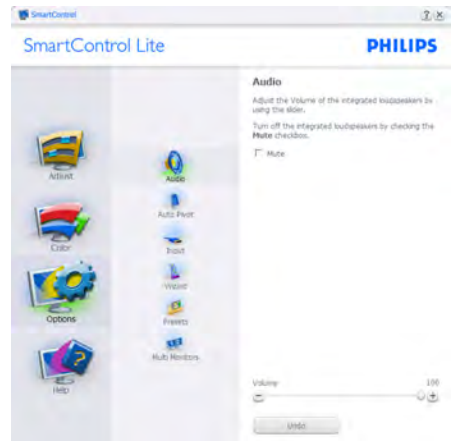 SmartControl
SmartControl Lite
PHILIPS
Adjust
Color
Options
Help
Audio
Auto Pivot
Input
Wizard
Presets
Multi Monitors
Audio
Adjust the Volume of the integrated loudspeakers by
using the slider.
Turn off the integrated loudspeakers by checking the
Mute checkbox.
Mute
Volume 100
Undo